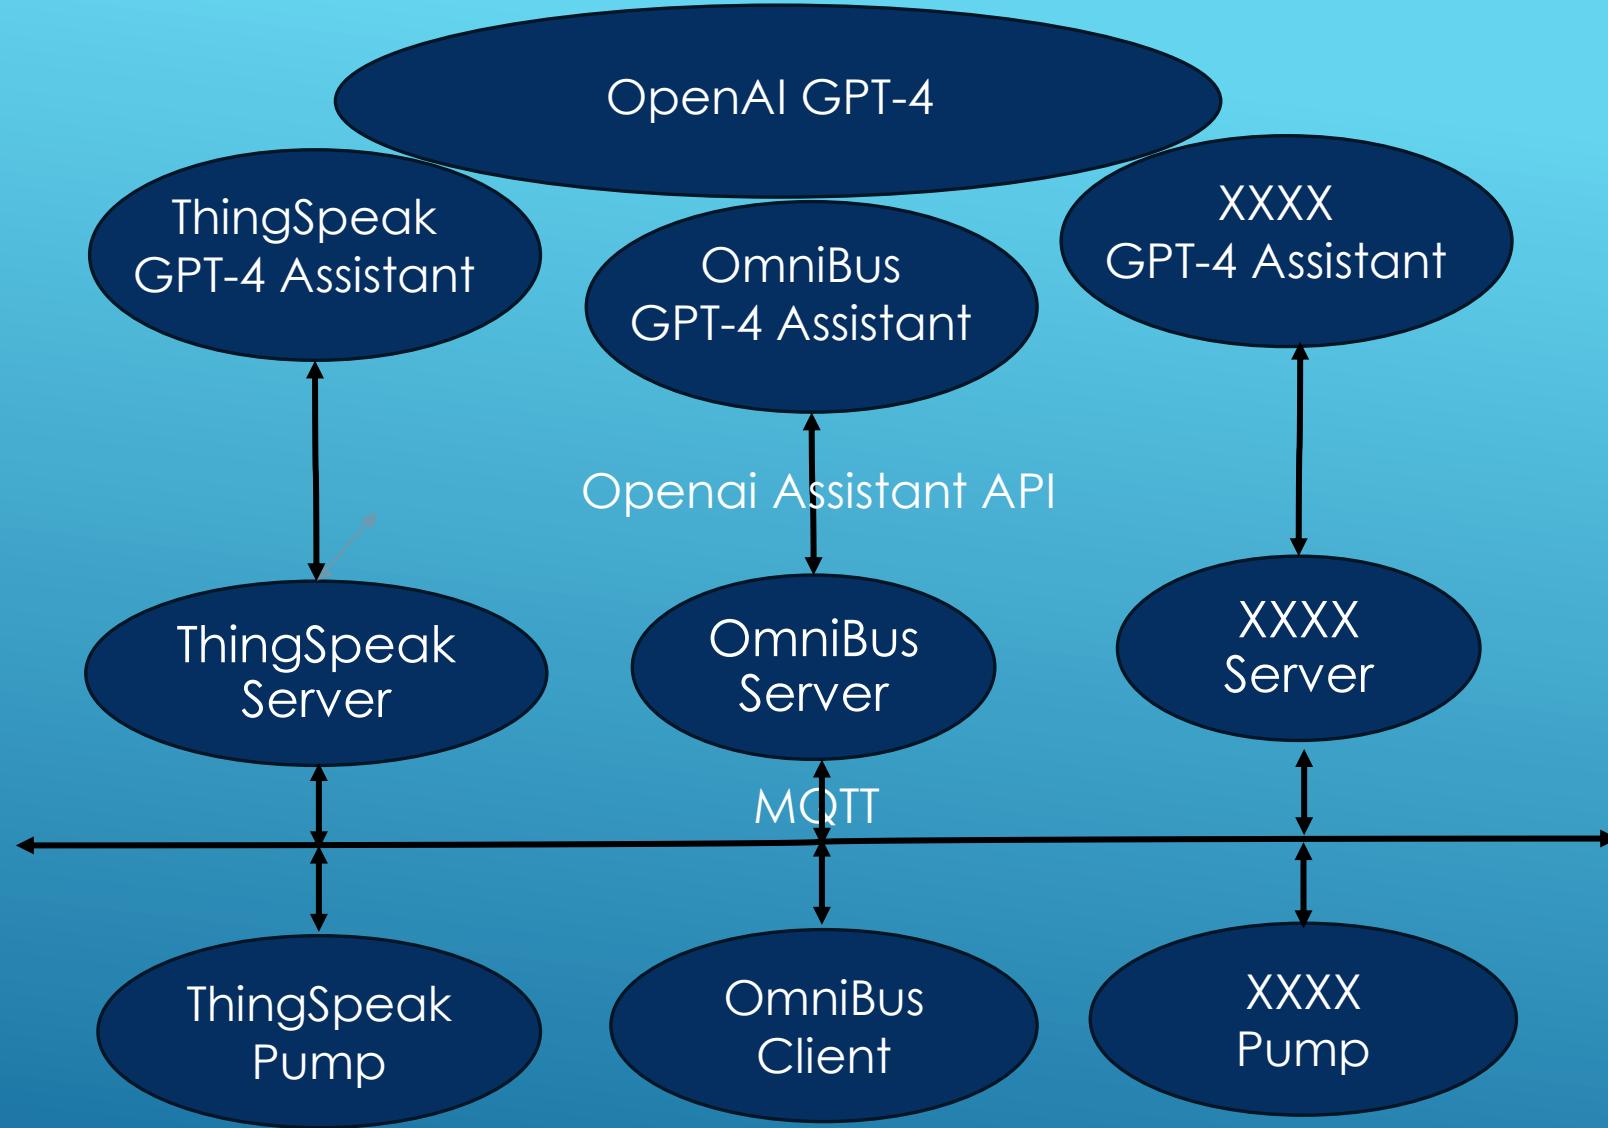 OpenAI GPT-4
ThingSpeak
GPT-4 Assistant
OmniBus
GPT-4 Assistant
XXXX
GPT-4 Assistant
Openai Assistant API
ThingSpeak
Server
OmniBus
Server
XXXX
Server
MQTT
ThingSpeak
Pump
OmniBus
Client
XXXX
Pump